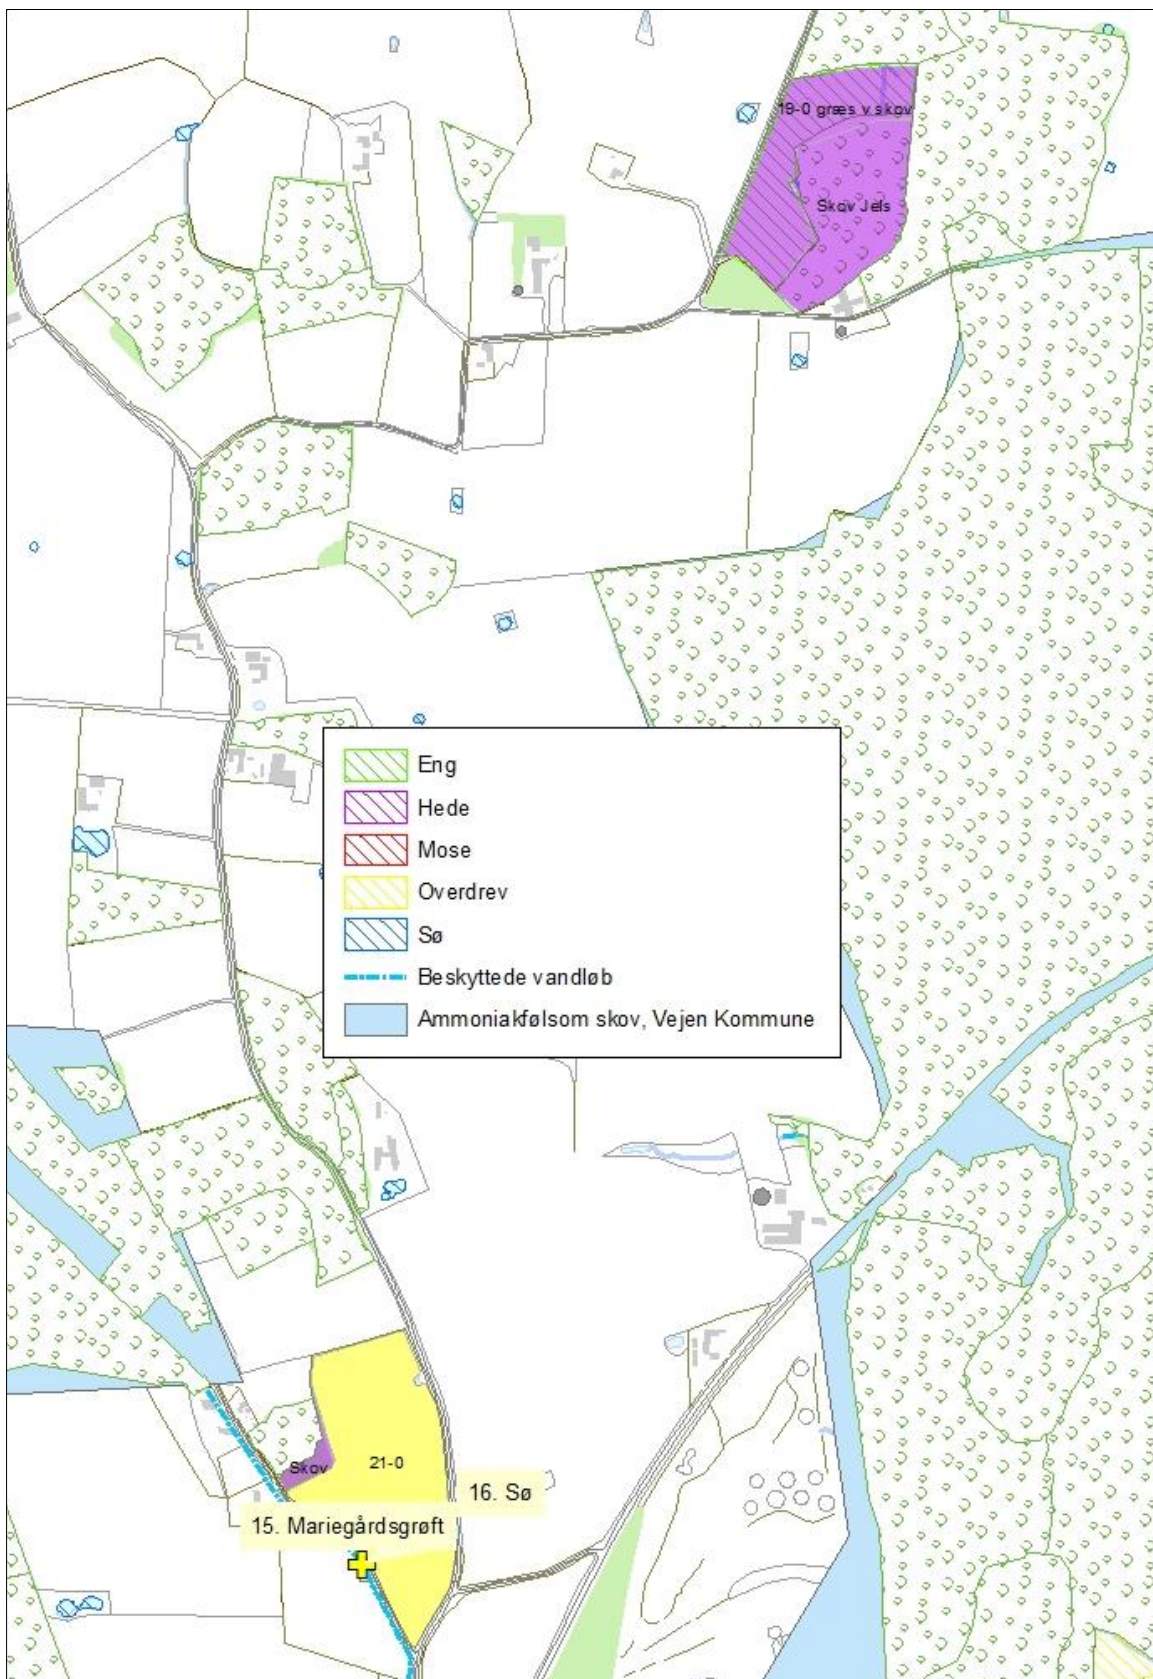 19-0 græs v skov
Skov Jels
Eng
Hede
Mose
Overdrev
Sø
Beskyttede vandløb
Ammoniakfølsom skov, Vejen Kommune
Skov
21-0
16. Sø
15. Mariegårdsgrøft